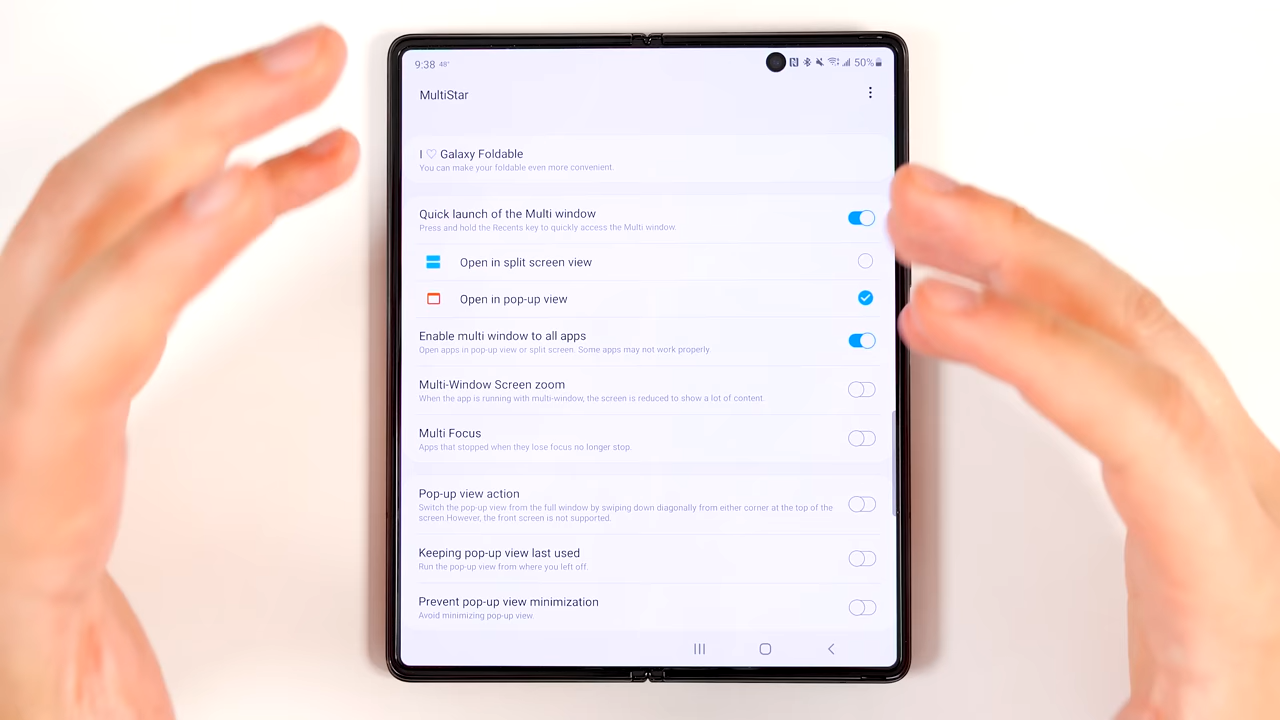 9:38 48° 50%
MultiStar
I ♡ Galaxy Foldable
You can make your foldable even more convenient.
Quick launch of the Multi window
Press and hold the Recents key to quickly access the Multi window.
Open in split screen view
Open in pop-up view
Enable multi window to all apps
Open apps in pop-up view or split screen. Some apps may not work properly.
Multi-Window Screen zoom
When the app is running with multi-window, the screen is reduced to show a lot of content.
Multi Focus
Apps that stopped when they lose focus no longer stop.
Pop-up view action
Switch the pop-up view from the full window by swiping down diagonally from either corner at the top of the
screen.However, the front screen is not supported.
Keeping pop-up view last used
Run the pop-up view from where you left off.
Prevent pop-up view minimization
Avoid minimizing pop-up view.